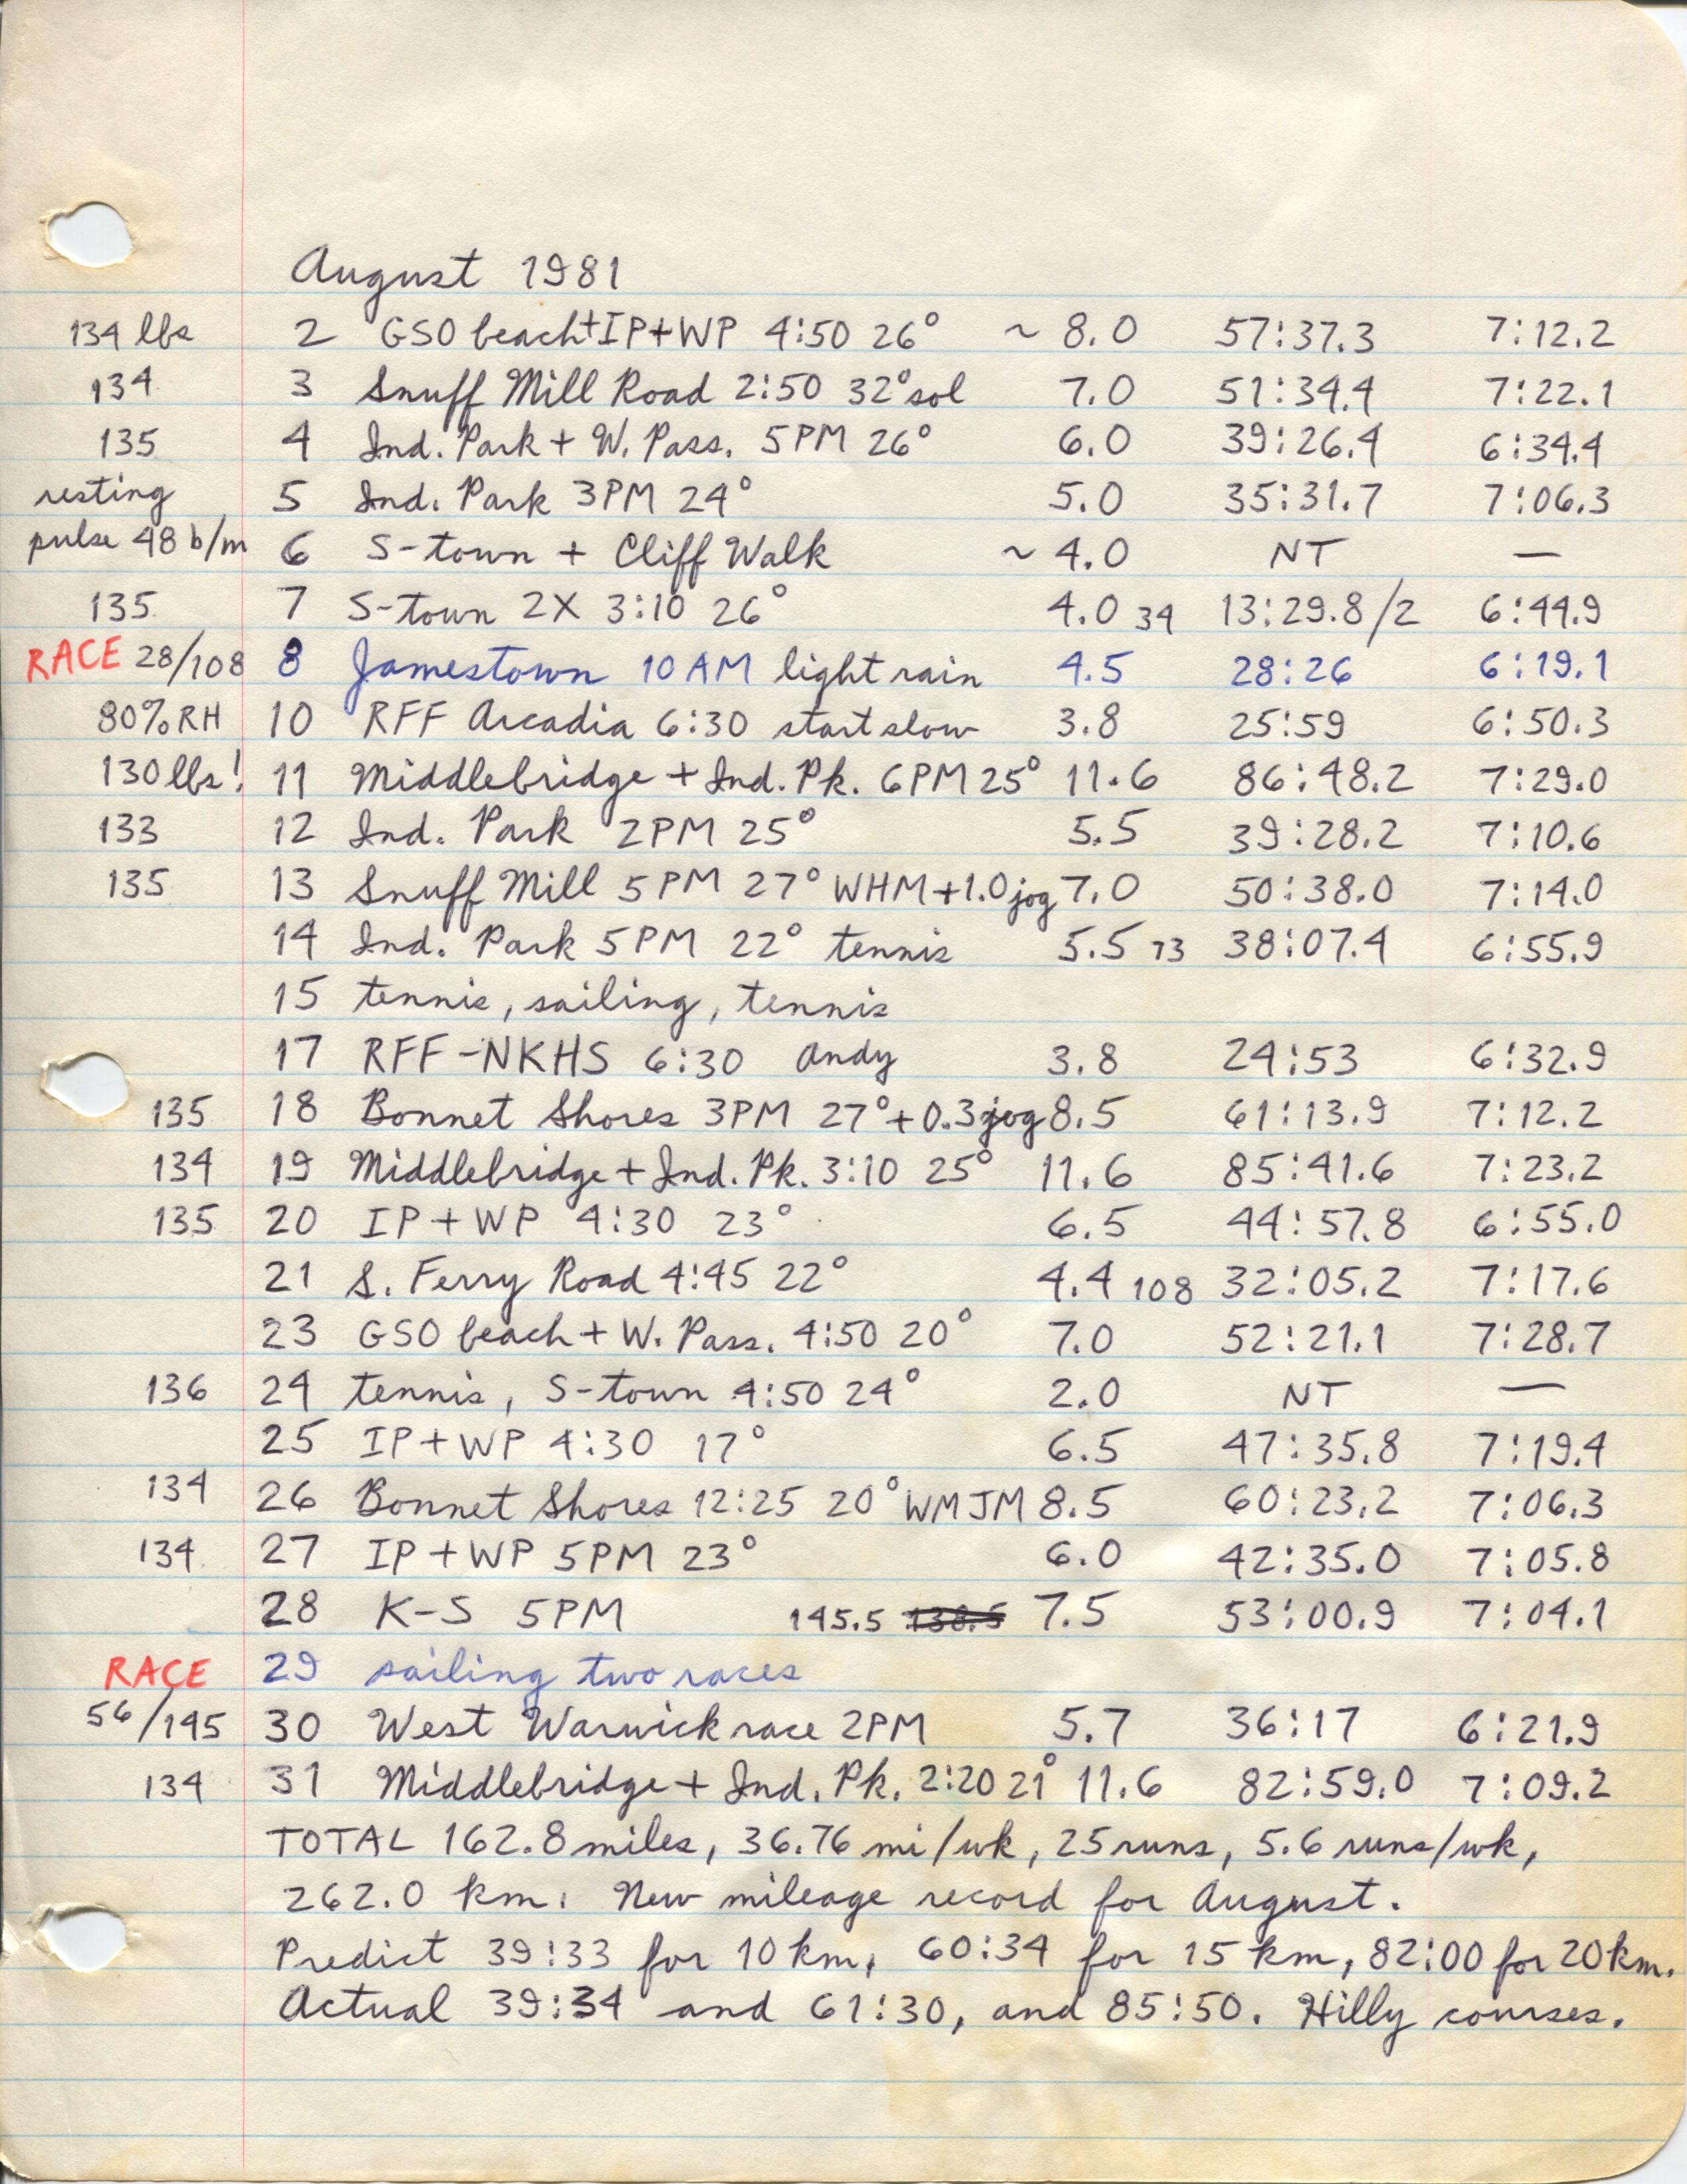 August 1981
134 lbs 2 GSO beach+IP+WP 4:50 26° ~ 8.0 57:37.3 7:12.2
134 3 Snuff Mill Road 2:50 32° sol 7.0 51:34.4 7:22.1
135 4 Ind. Park + W. Pass. 5PM 26° 6.0 39:26.4 6:34.4
resting 5 Ind. Park 3PM 24° 5.0 35:31.7 7:06.3
pulse 48 b/m 6 S-town + Cliff Walk ~ 4.0 NT —
135 7 S-town 2X 3:10 26° 4.0 34 13:29.8/2 6:44.9
RACE 28/108 8 Jamestown 10AM light rain 4.5 28:26 6:19.1
80% RH 10 RFF Arcadia 6:30 start slow 3.8 25:59 6:50.3
130 lbs! 11 Middlebridge + Ind. Pk. 6PM 25° 11.6 86:48.2 7:29.0
133 12 Ind. Park 2PM 25° 5.5 39:28.2 7:10.6
135 13 Snuff Mill 5PM 27° WHM+1.0 jog 7.0 50:38.0 7:14.0
14 Ind. Park 5PM 22° tennis 5.5 73 38:07.4 6:55.9
15 tennis, sailing, tennis
17 RFF-NKHS 6:30 Andy 3.8 24:53 6:32.9
135 18 Bonnet Shores 3PM 27°+0.3 jog 8.5 61:13.9 7:12.2
134 19 Middlebridge + Ind. Pk. 3:10 25° 11.6 85:41.6 7:23.2
135 20 IP+WP 4:30 23° 6.5 44:57.8 6:55.0
21 S. Ferry Road 4:45 22° 4.4 108 32:05.2 7:17.6
23 GSO beach + W. Pass. 4:50 20° 7.0 52:21.1 7:28.7
136 24 tennis, S-town 4:50 24° 2.0 NT —
25 IP+WP 4:30 17° 6.5 47:35.8 7:19.4
134 26 Bonnet Shores 12:25 20° WM JM 8.5 60:23.2 7:06.3
134 27 IP+WP 5PM 23° 6.0 42:35.0 7:05.8
28 K-S 5PM 145.5 138.5 7.5 53:00.9 7:04.1
RACE 29 sailing two races
56/145 30 West Warwick race 2PM 5.7 36:17 6:21.9
134 31 Middlebridge + Ind. Pk. 2:20 21° 11.6 82:59.0 7:09.2
TOTAL 162.8 miles, 36.76 mi/wk, 25 runs, 5.6 runs/wk,
262.0 km. New mileage record for August.
Predict 39:33 for 10 km, 60:34 for 15 km, 82:00 for 20 km.
Actual 39:34 and 61:30, and 85:50. Hilly courses.